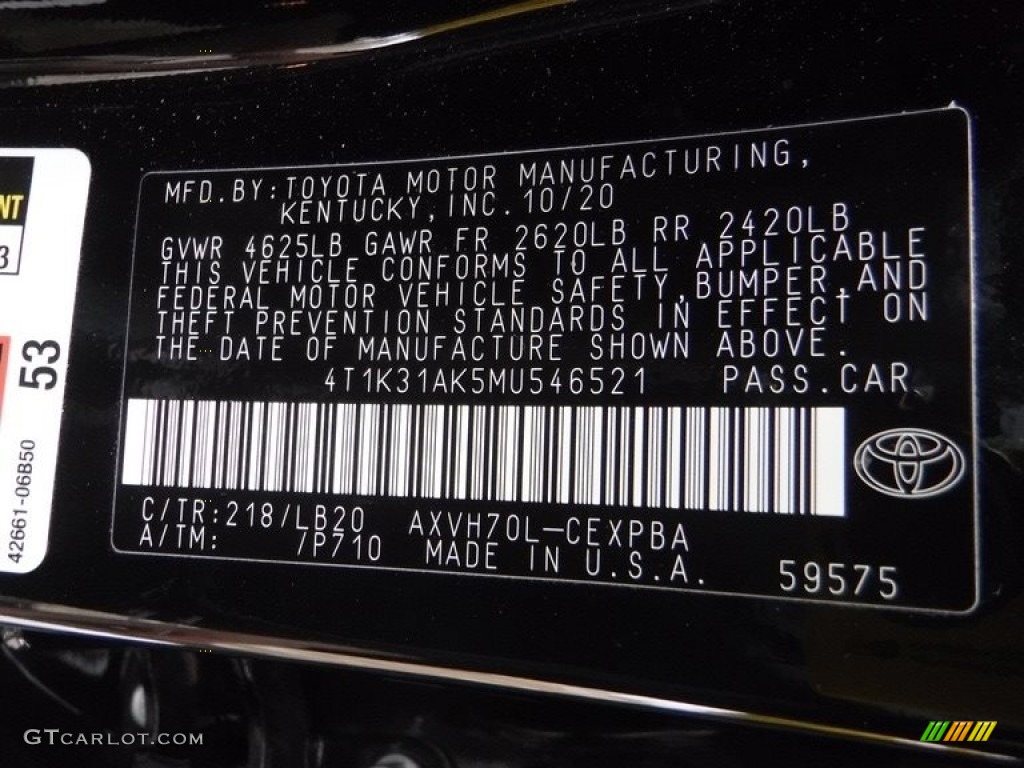 MFD. BY: TOYOTA MOTOR MANUFACTURING,
KENTUCKY, INC. 10/20
GVWR 4625LB GAWR FR 2620LB RR 2420LB
THIS VEHICLE CONFORMS TO ALL APPLICABLE
FEDERAL MOTOR VEHICLE SAFETY, BUMPER, AND
THEFT PREVENTION STANDARDS IN EFFECT ON
THE DATE OF MANUFACTURE SHOWN ABOVE.
4T1K31AK5MU546521 PASS. CAR
C/TR: 218/LB20 AXVH70L-CEXPBA
A/TM: /P710 MADE IN U.S.A.
59575
53
42661-06B50
GTCARLOT.COM